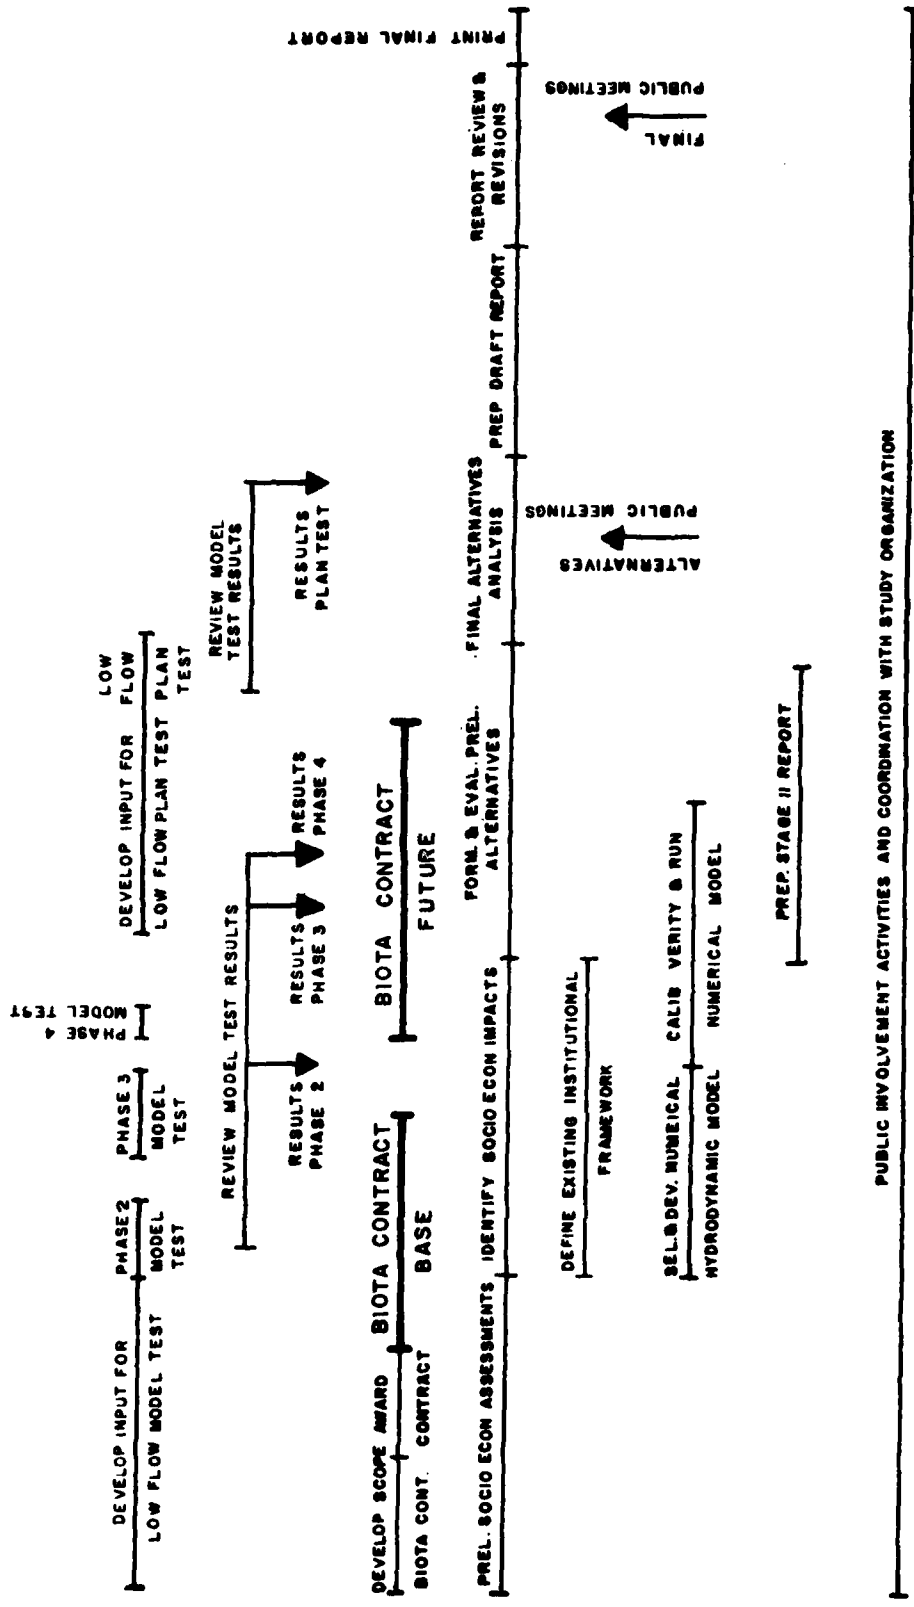 DEVELOP INPUT FOR
LOW FLOW MODEL TEST
PHASE 2
MODEL
TEST
PHASE 3
MODEL
TEST
PHASE 4
MODEL TEST
DEVELOP INPUT FOR
LOW FLOW PLAN TEST
LOW
FLOW
PLAN
TEST
REVIEW MODEL TEST RESULTS
RESULTS
PHASE 2
RESULTS
PHASE 3
RESULTS
PHASE 4
REVIEW MODEL
TEST RESULTS
RESULTS
PLAN TEST
DEVELOP SCOPE
BIOTA CONT.
AWARD
CONTRACT
BIOTA CONTRACT
BASE
BIOTA CONTRACT
FUTURE
PREL. SOCIO ECON ASSESSMENTS
IDENTIFY SOCIO ECON IMPACTS
FORM. & EVAL. PREL.
ALTERNATIVES
FINAL ALTERNATIVES
ANALYSIS
PREP DRAFT REPORT
REPORT REVIEW &
REVISIONS
PRINT FINAL REPORT
DEFINE EXISTING INSTITUTIONAL
FRAMEWORK
ALTERNATIVES
PUBLIC MEETINGS
FINAL
PUBLIC MEETINGS
SEL. & DEV. NUMEICAL
HYDRODYNAMIC MODEL
CALIB VERITY & RUN
NUMERICAL MODEL
PREP. STAGE II REPORT
PUBLIC INVOLVEMENT ACTIVITIES AND COORDINATION WITH STUDY ORGANIZATION